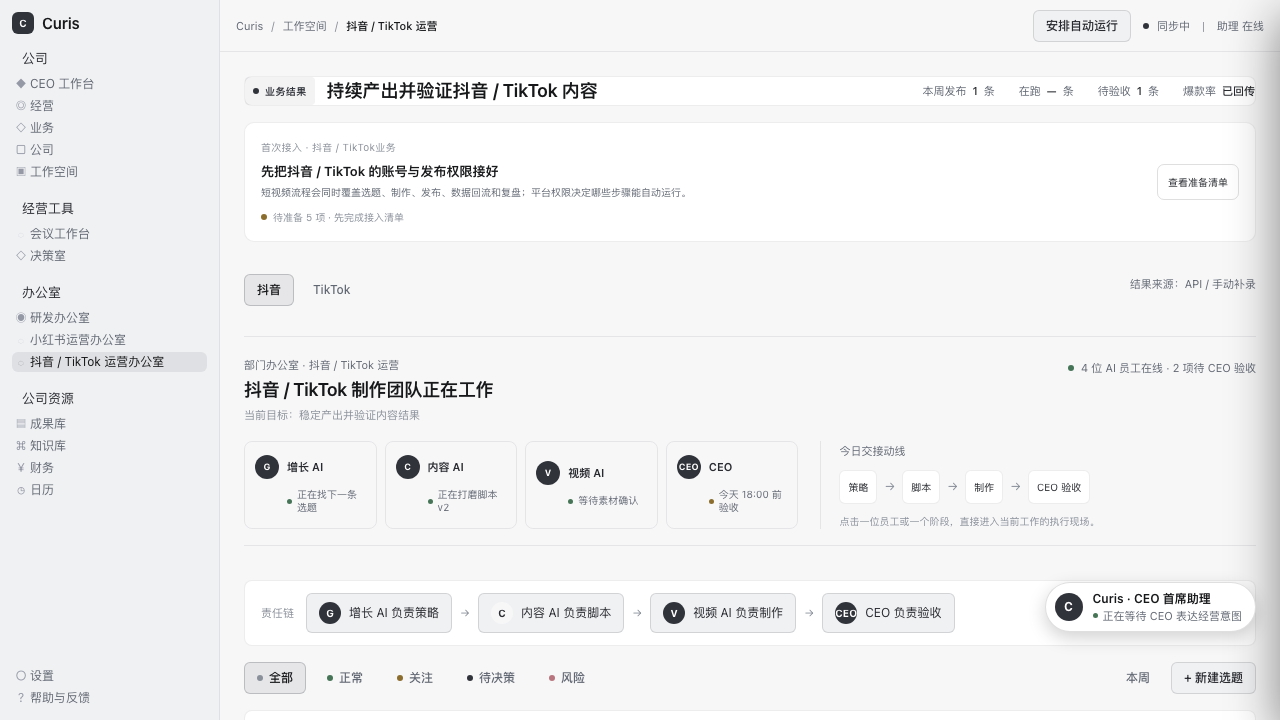 C Curis
公司
CEO 工作台
经营
业务
公司
工作空间
经营工具
会议工作台
决策室
办公室
研发办公室
小红书运营办公室
抖音 / TikTok 运营办公室
公司资源
成果库
知识库
¥ 财务
日历
设置
? 帮助与反馈
Curis / 工作空间 / 抖音 / TikTok 运营
安排自动运行
同步中 | 助理 在线
业务结果
持续产出并验证抖音 / TikTok 内容
本周发布 1 条
在跑 — 条
待验收 1 条
爆款率 已回传
首次接入 · 抖音 / TikTok业务
先把抖音 / TikTok 的账号与发布权限接好
短视频流程会同时覆盖选题、制作、发布、数据回流和复盘；平台权限决定哪些步骤能自动运行。
待准备 5 项 · 先完成接入清单
查看准备清单
抖音
TikTok
结果来源：API / 手动补录
部门办公室 · 抖音 / TikTok 运营
抖音 / TikTok 制作团队正在工作
当前目标：稳定产出并验证内容结果
4 位 AI 员工在线 · 2 项待 CEO 验收
G 增长 AI
正在找下一条
选题
C 内容 AI
正在打磨脚本
v2
V 视频 AI
等待素材确认
CEO CEO
今天 18:00 前
验收
今日交接动线
策略 → 脚本 → 制作 → CEO 验收
点击一位员工或一个阶段，直接进入当前工作的执行现场。
责任链
G 增长 AI 负责策略 → C 内容 AI 负责脚本 → V 视频 AI 负责制作 → CEO CEO 负责验收
C Curis · CEO 首席助理
正在等待 CEO 表达经营意图
全部
正常
关注
待决策
风险
本周
+ 新建选题